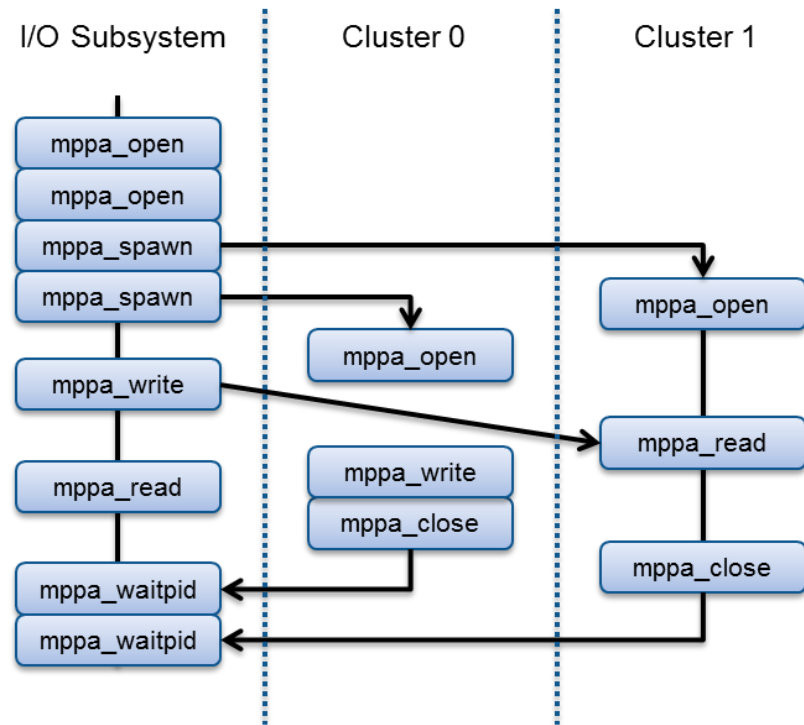 I/O Subsystem
Cluster 0
Cluster 1
mppa_open
mppa_open
mppa_spawn
mppa_spawn
mppa_open
mppa_open
mppa_write
mppa_read
mppa_read
mppa_write
mppa_close
mppa_close
mppa_waitpid
mppa_waitpid